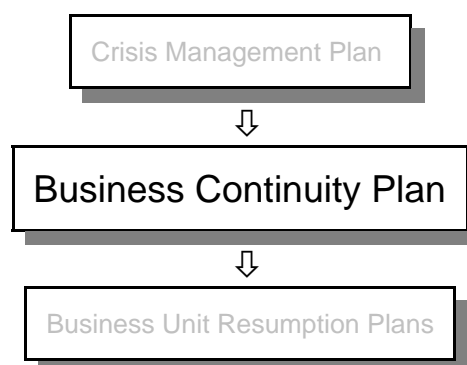 Crisis Management Plan
⇩
Business Continuity Plan
⇩
Business Unit Resumption Plans